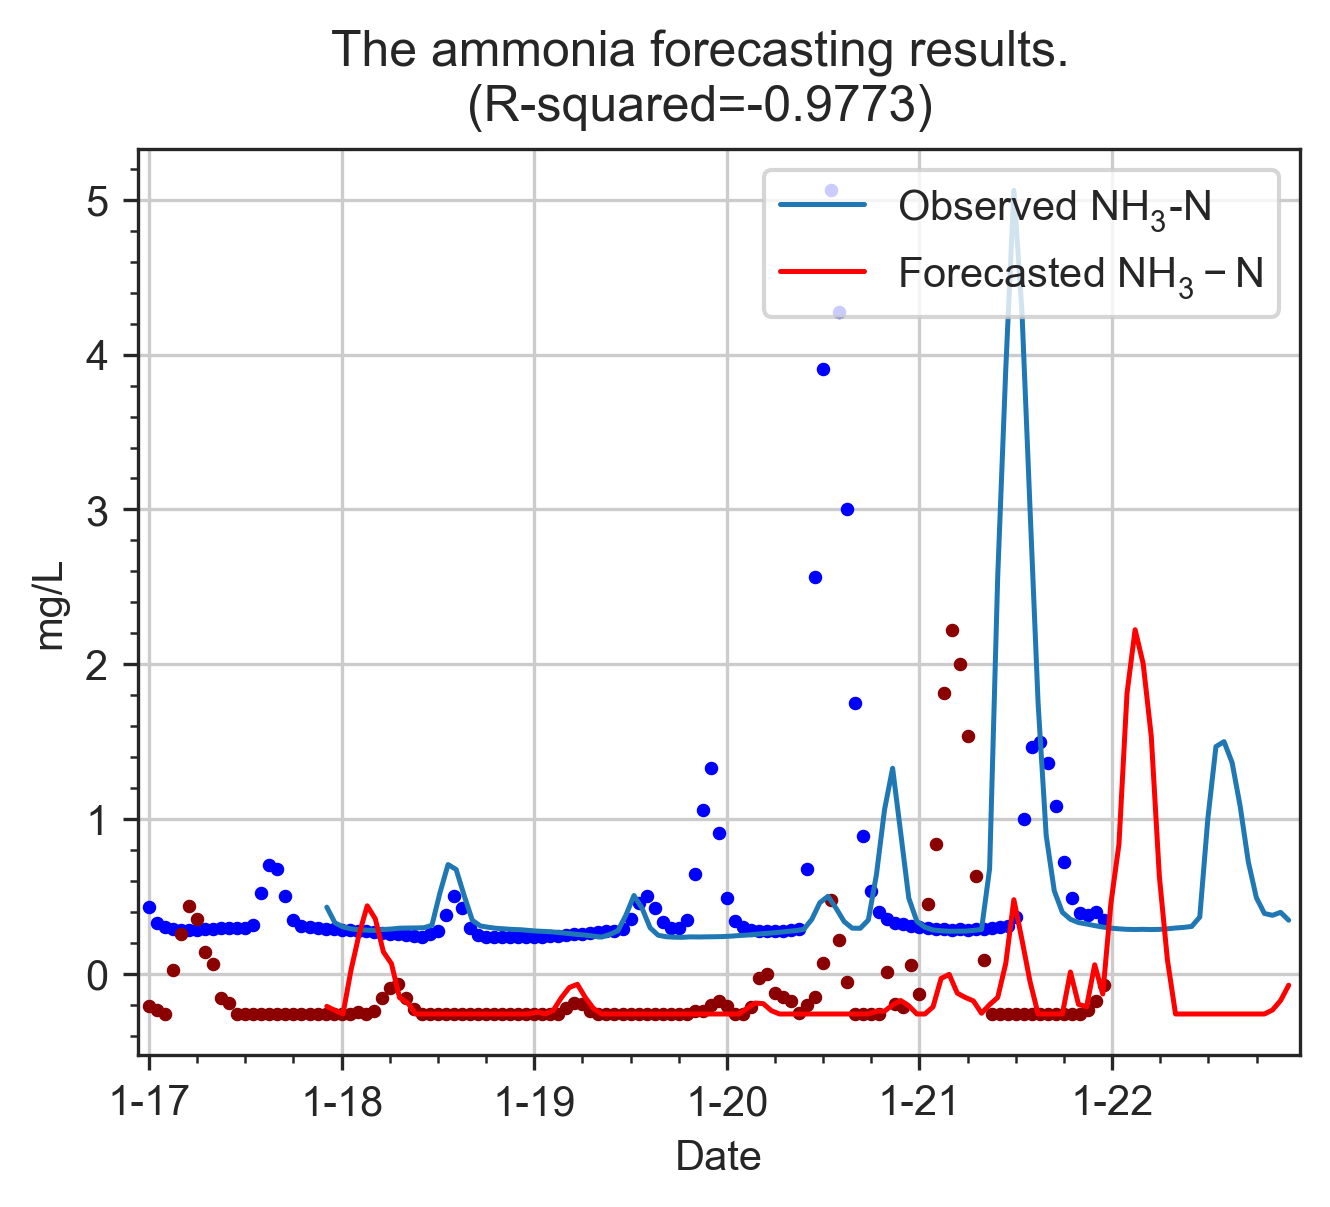 The ammonia forecasting results.
(R-squared=-0.9773)
Observed NH₃-N
Forecasted NH₃ − N
5
4
3
2
1
0
mg/L
1-17 1-18 1-19 1-20 1-21 1-22
Date